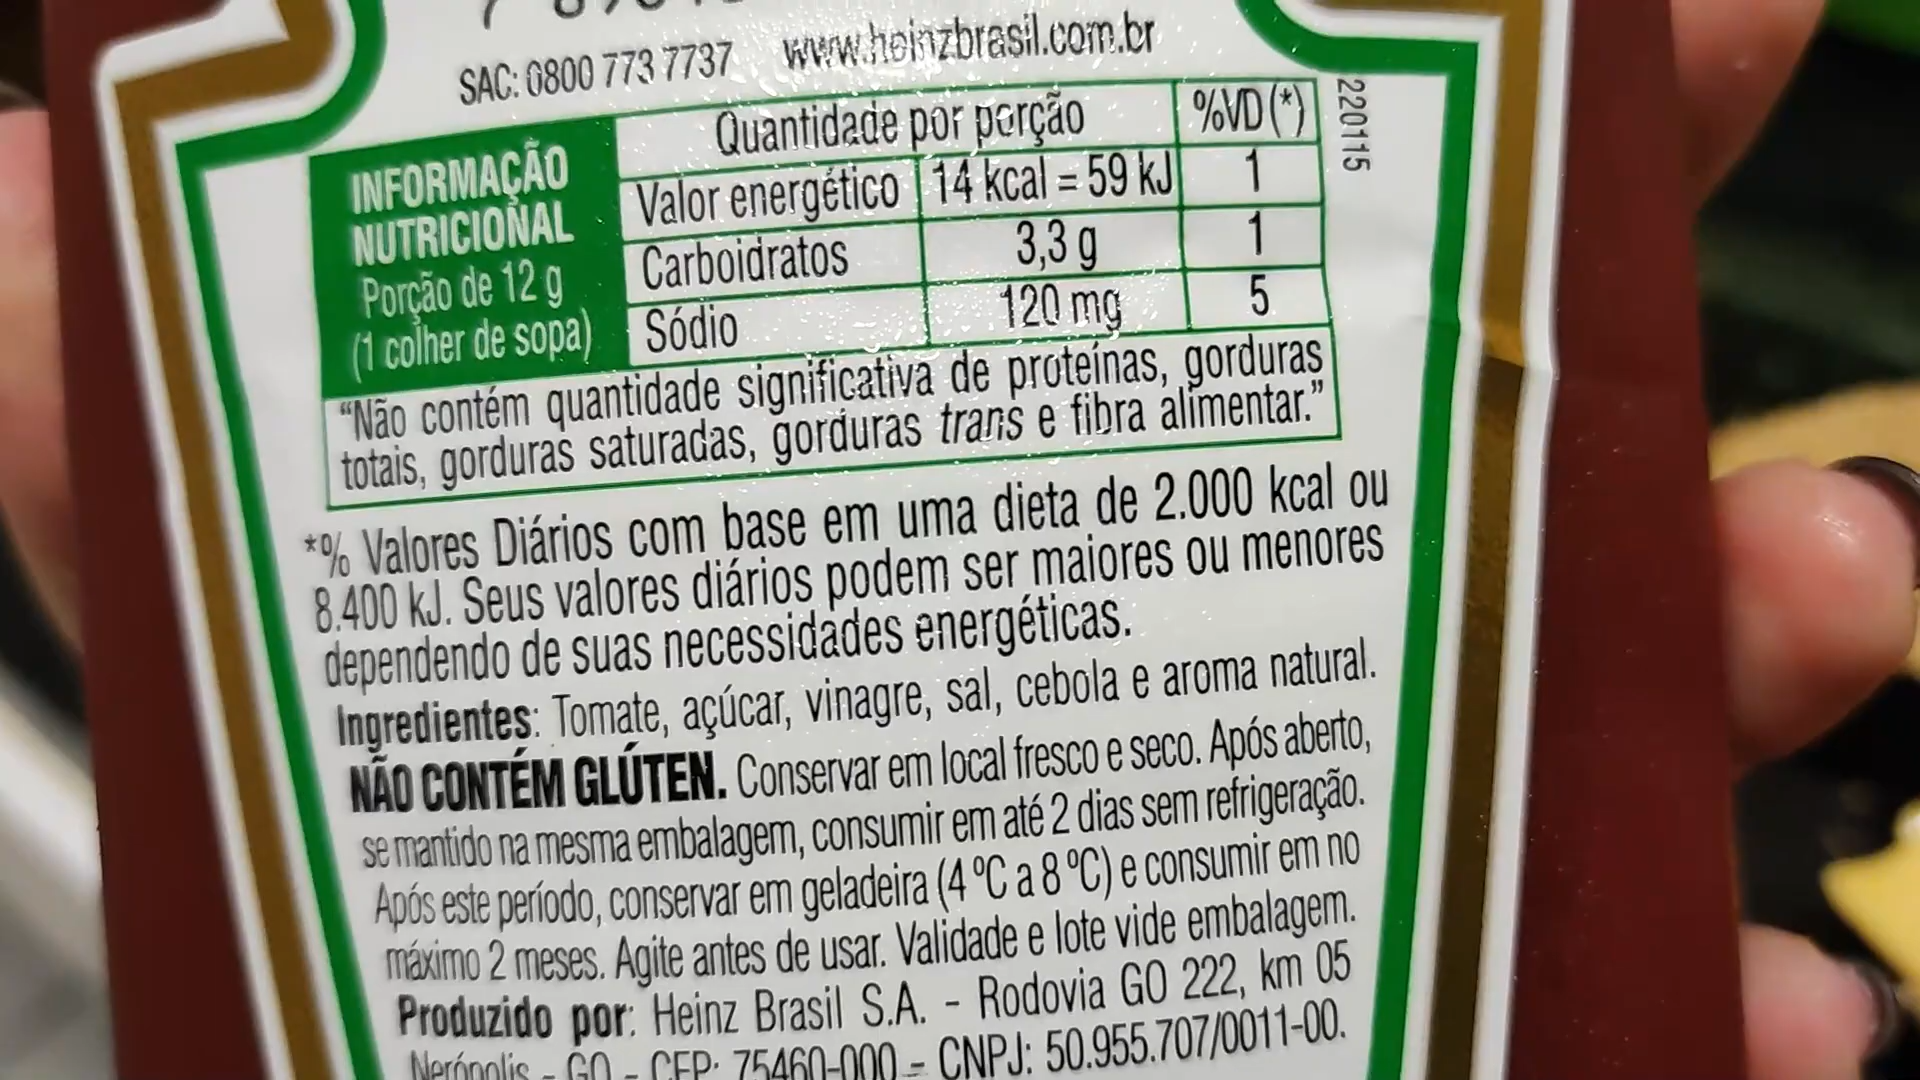 SAC: 0800 773 7737 www.heinzbrasil.com.br
220115
INFORMAÇÃO
NUTRICIONAL
Porção de 12 g
(1 colher de sopa)
Quantidade por porção %VD(*)
Valor energético 14 kcal = 59 kJ 1
Carboidratos 3,3 g 1
Sódio 120 mg 5
“Não contém quantidade significativa de proteínas, gorduras
totais, gorduras saturadas, gorduras trans e fibra alimentar.”
*% Valores Diários com base em uma dieta de 2.000 kcal ou
8.400 kJ. Seus valores diários podem ser maiores ou menores
dependendo de suas necessidades energéticas.
Ingredientes: Tomate, açúcar, vinagre, sal, cebola e aroma natural.
NÃO CONTÉM GLÚTEN. Conservar em local fresco e seco. Após aberto,
se mantido na mesma embalagem, consumir em até 2 dias sem refrigeração.
Após este período, conservar em geladeira (4 ºC a 8 ºC) e consumir em no
máximo 2 meses. Agite antes de usar. Validade e lote vide embalagem.
Produzido por: Heinz Brasil S.A. - Rodovia GO 222, km 05
Nerópolis - GO - CEP: 75460-000 - CNPJ: 50.955.707/0011-00.